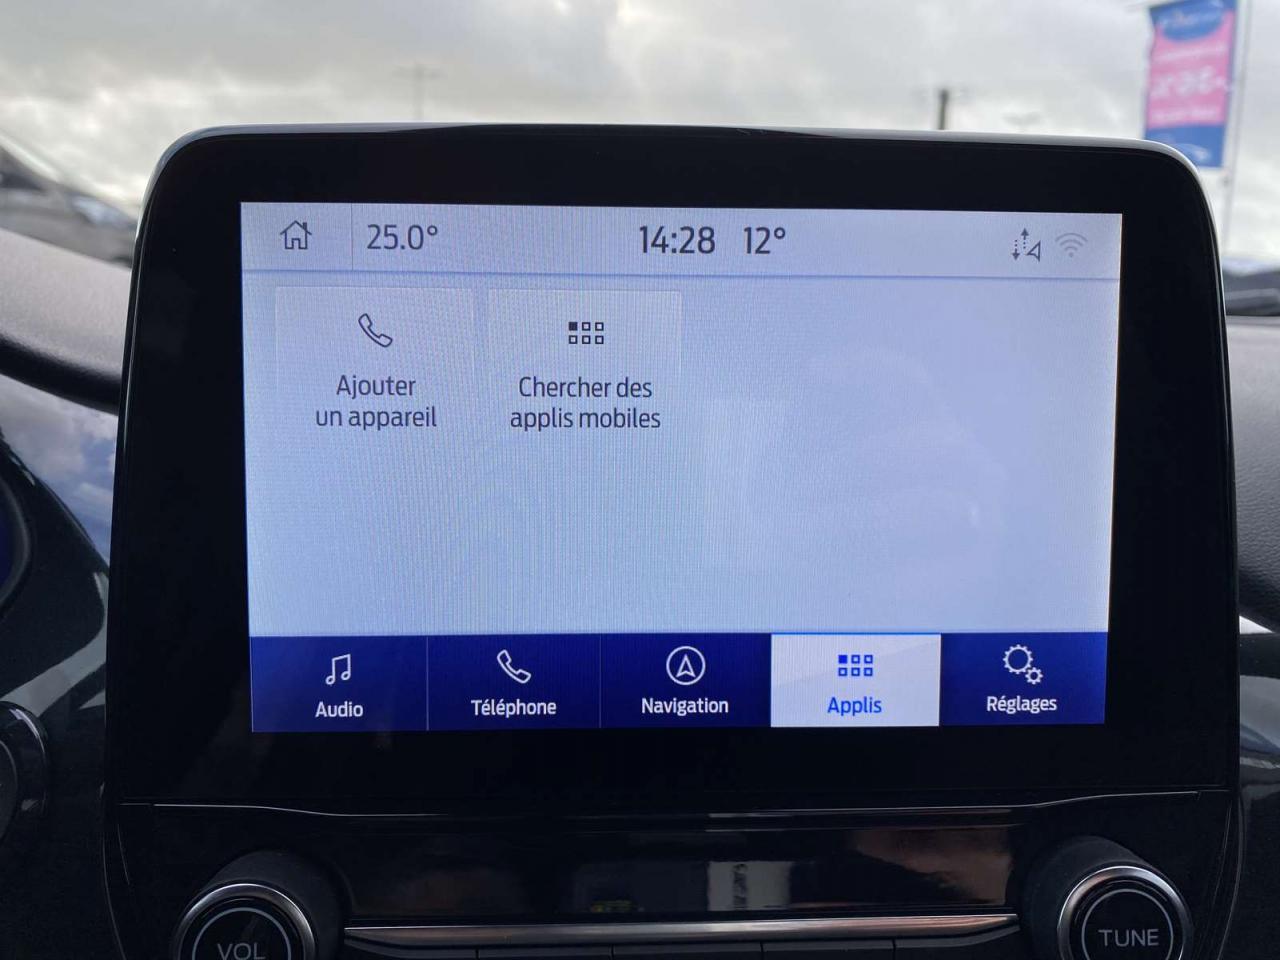 25.0° 14:28 12°
Ajouter
un appareil
Chercher des
applis mobiles
Audio Téléphone Navigation Applis Réglages
VOL TUNE